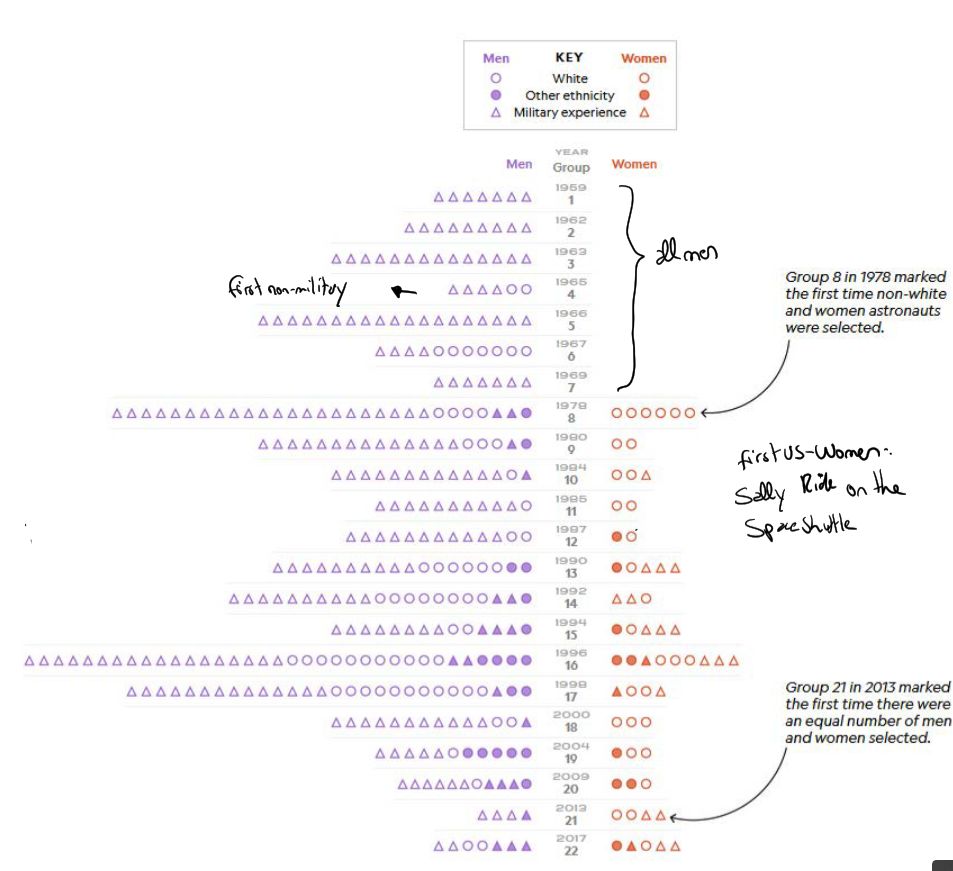 Men KEY Women
White
Other ethnicity
Military experience
YEAR
Men Group Women
1959
1
1962
2
1963
3
all men
1965
4
first non-military
1966
5
1967
6
1969
7
Group 8 in 1978 marked
the first time non-white
and women astronauts
were selected.
1978
8
1980
9
1984
10
1985
11
1987
12
first US-Women:
Sally Ride on the
Space Shuttle
1990
13
1992
14
1994
15
1996
16
1998
17
2000
18
2004
19
2009
20
2013
21
2017
22
Group 21 in 2013 marked
the first time there were
an equal number of men
and women selected.